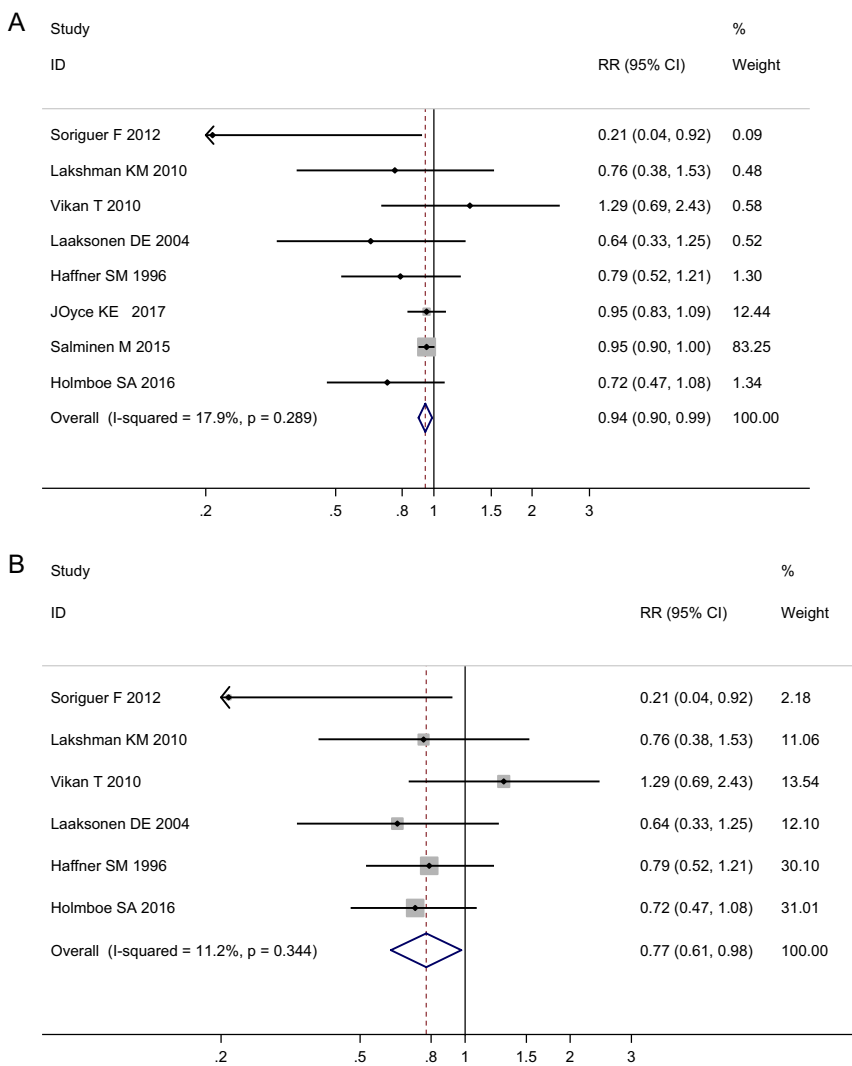 A
Study %
ID RR (95% CI) Weight
Soriguer F 2012 0.21 (0.04, 0.92) 0.09
Lakshman KM 2010 0.76 (0.38, 1.53) 0.48
Vikan T 2010 1.29 (0.69, 2.43) 0.58
Laaksonen DE 2004 0.64 (0.33, 1.25) 0.52
Haffner SM 1996 0.79 (0.52, 1.21) 1.30
JOyce KE 2017 0.95 (0.83, 1.09) 12.44
Salminen M 2015 0.95 (0.90, 1.00) 83.25
Holmboe SA 2016 0.72 (0.47, 1.08) 1.34
Overall (I-squared = 17.9%, p = 0.289) 0.94 (0.90, 0.99) 100.00
.2 .5 .8 1 1.5 2 3
B
Study %
ID RR (95% CI) Weight
Soriguer F 2012 0.21 (0.04, 0.92) 2.18
Lakshman KM 2010 0.76 (0.38, 1.53) 11.06
Vikan T 2010 1.29 (0.69, 2.43) 13.54
Laaksonen DE 2004 0.64 (0.33, 1.25) 12.10
Haffner SM 1996 0.79 (0.52, 1.21) 30.10
Holmboe SA 2016 0.72 (0.47, 1.08) 31.01
Overall (I-squared = 11.2%, p = 0.344) 0.77 (0.61, 0.98) 100.00
.2 .5 .8 1 1.5 2 3